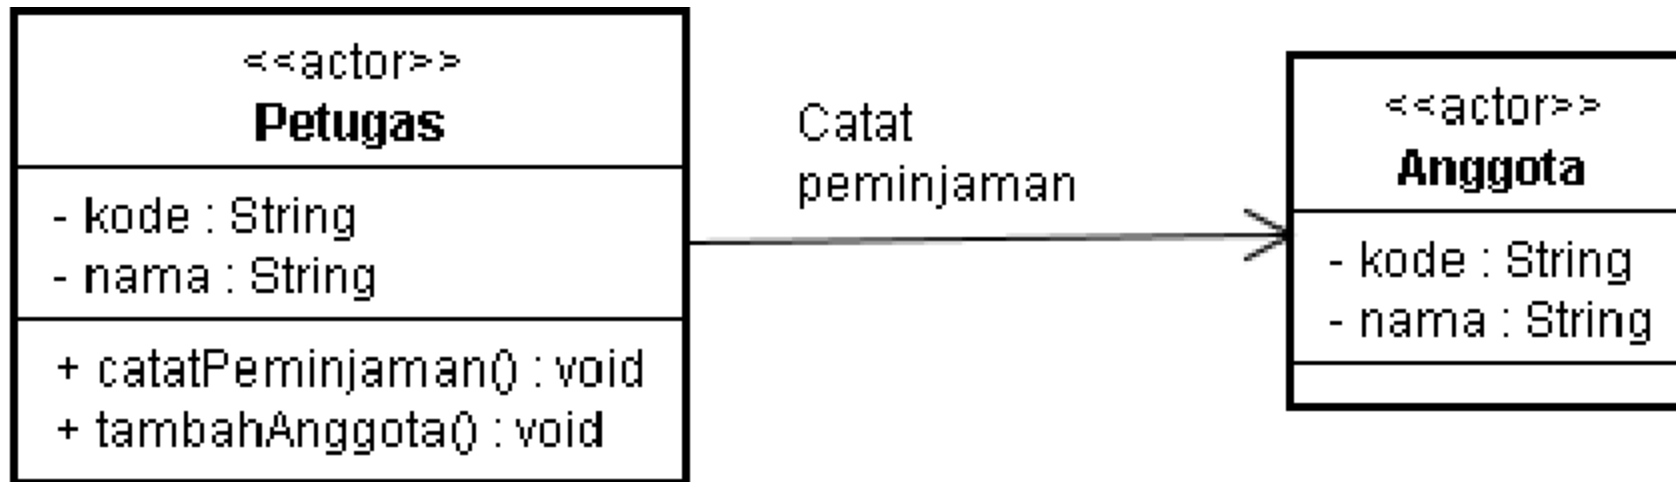 <<actor>>
Petugas
- kode : String
- nama : String
+ catatPeminjaman() : void
+ tambahAnggota() : void
Catat
peminjaman
<<actor>>
Anggota
- kode : String
- nama : String